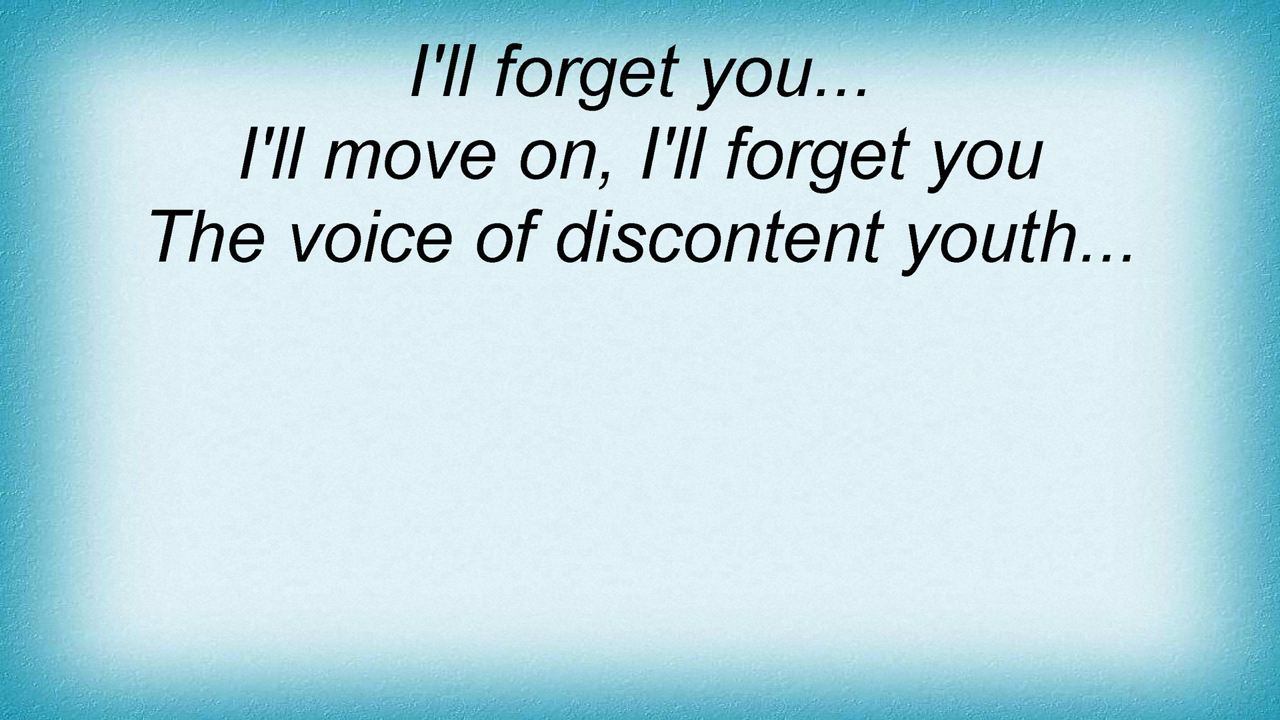 I'll forget you...
I'll move on, I'll forget you
The voice of discontent youth...